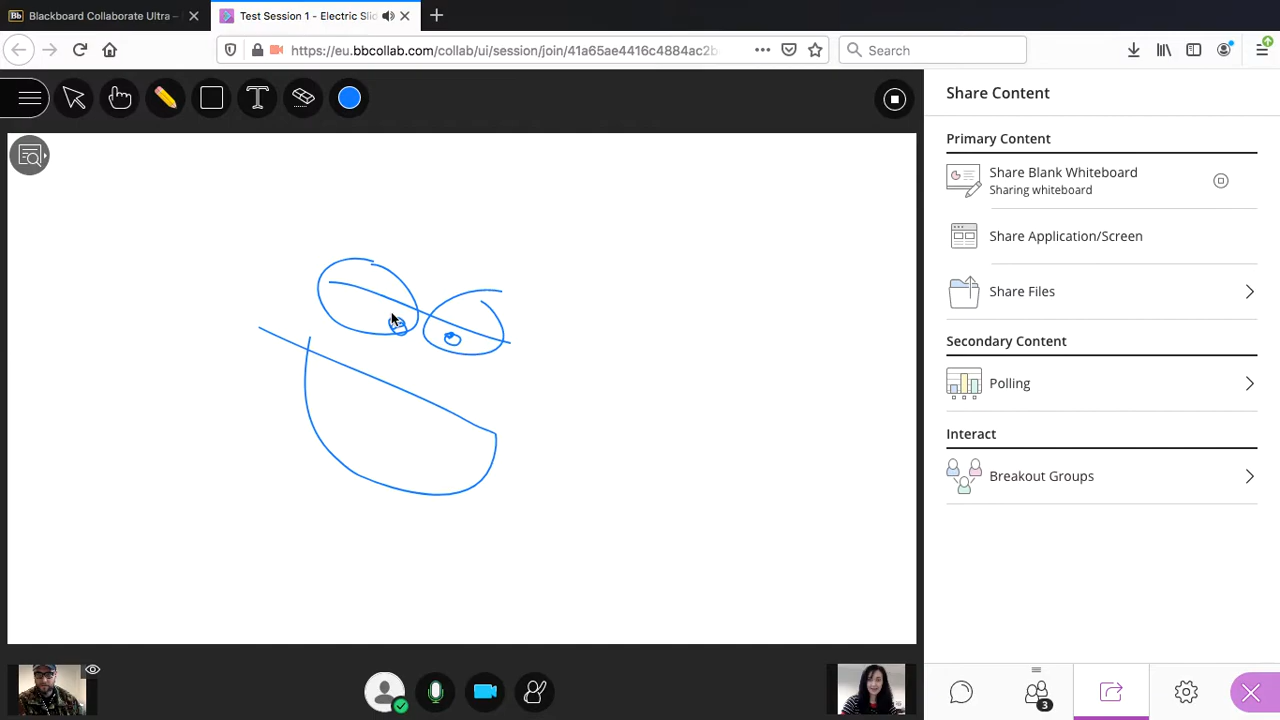 Blackboard Collaborate Ultra –
Test Session 1 - Electric Slid
https://eu.bbcollab.com/collab/ui/session/join/41a65ae4416c4884ac2b
Search
Share Content
Primary Content
Share Blank Whiteboard
Sharing whiteboard
Share Application/Screen
Share Files
Secondary Content
Polling
Interact
Breakout Groups
3